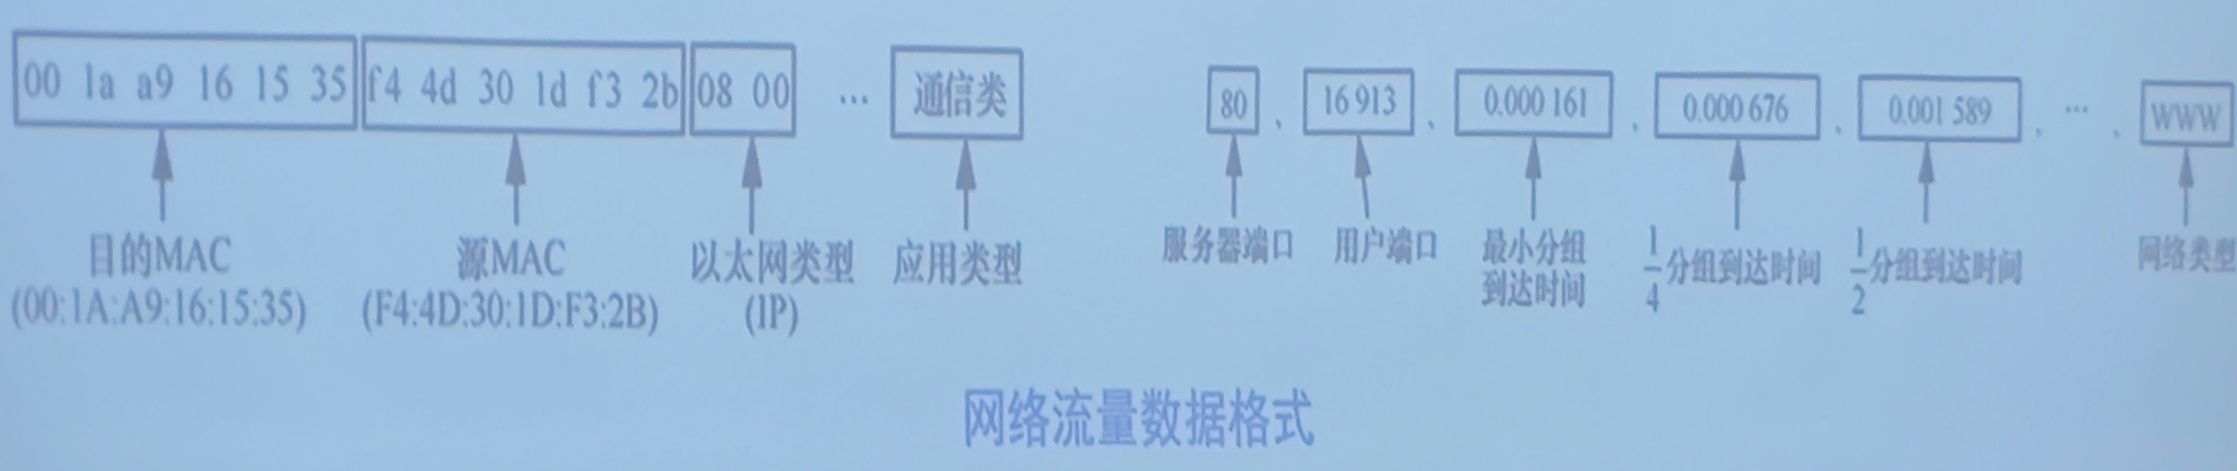 00 1a a9 16 15 35 f4 4d 30 1d f3 2b 08 00 … 通信类
目的MAC 源MAC 以太网类型 应用类型
(00:1A:A9:16:15:35) (F4:4D:30:1D:F3:2B) (IP)
80 , 16 913 , 0.000 161 , 0.000 676 , 0.001 589 , … , WWW
服务器端口 用户端口 最小分组到达时间 1/4分组到达时间 1/2分组到达时间 网络类型
网络流量数据格式